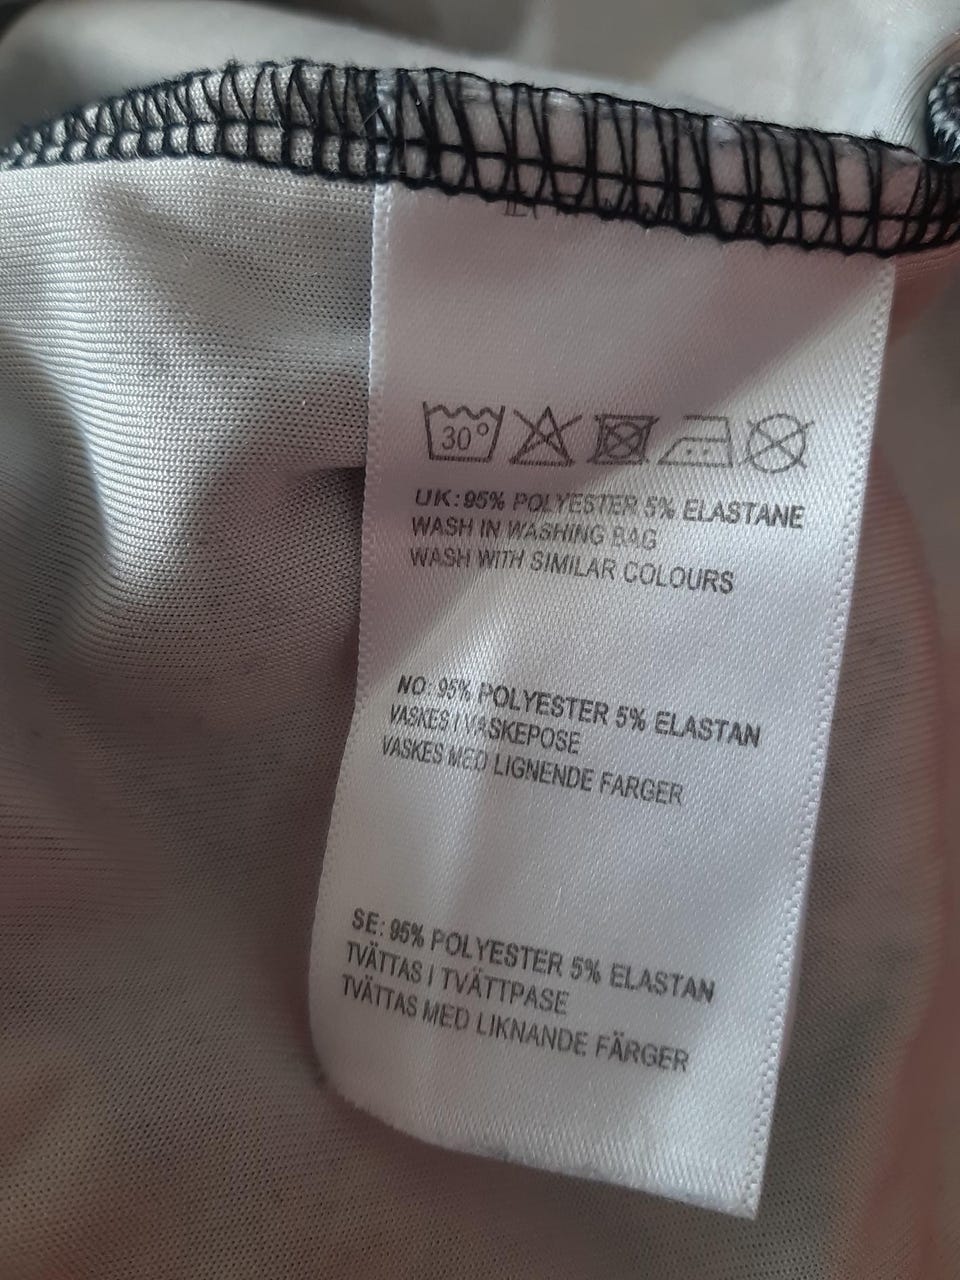 30°
UK: 95% POLYESTER 5% ELASTANE
WASH IN WASHING BAG
WASH WITH SIMILAR COLOURS
NO: 95% POLYESTER 5% ELASTAN
VASKES I VASKEPOSE
VASKES MED LIGNENDE FARGER
SE: 95% POLYESTER 5% ELASTAN
TVÄTTAS I TVÄTTPASE
TVÄTTAS MED LIKNANDE FÄRGER